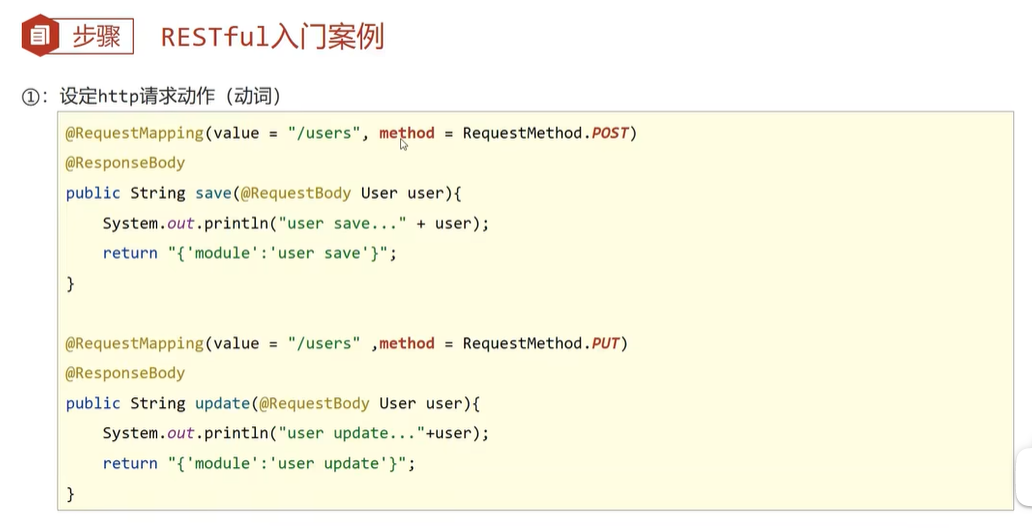 步骤 RESTful入门案例
①：设定http请求动作（动词）
@RequestMapping(value = "/users", method = RequestMethod.POST)
@ResponseBody
public String save(@RequestBody User user){
    System.out.println("user save..." + user);
    return "{'module':'user save'}";
}
@RequestMapping(value = "/users" ,method = RequestMethod.PUT)
@ResponseBody
public String update(@RequestBody User user){
    System.out.println("user update..."+user);
    return "{'module':'user update'}";
}